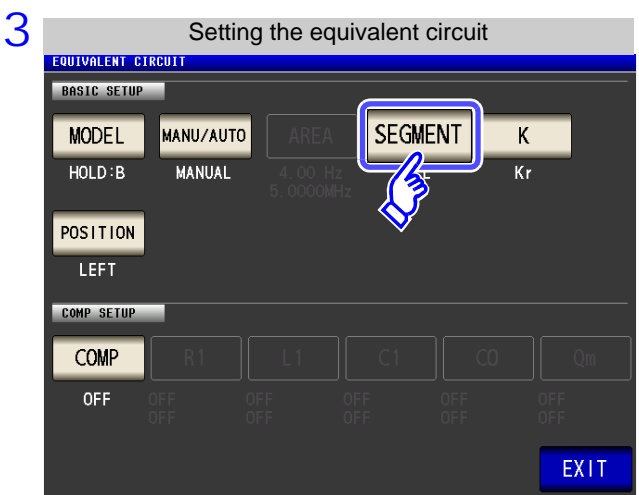 3
Setting the equivalent circuit
EQUIVALENT CIRCUIT
BASIC SETUP
MODEL MANU/AUTO AREA SEGMENT K
HOLD:B MANUAL 4.00 Hz Kr
5.0000MHz
POSITION
LEFT
COMP SETUP
COMP R1 L1 C1 C0 Qm
OFF OFF OFF OFF OFF OFF
OFF OFF OFF OFF OFF
EXIT